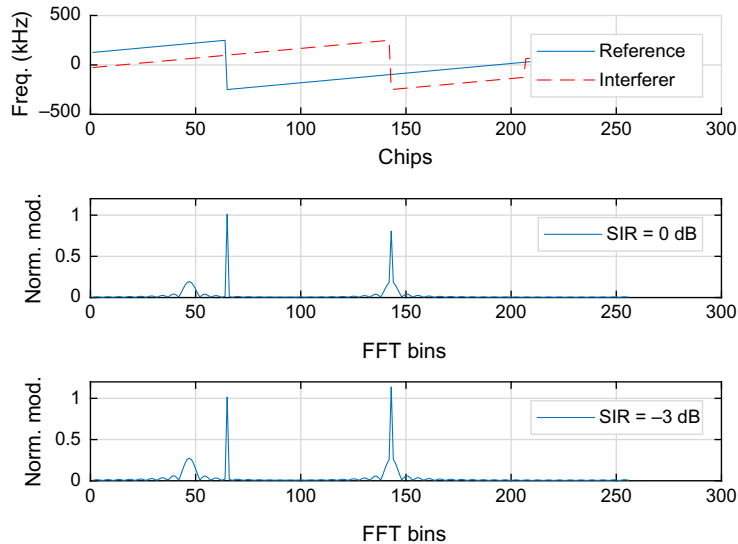 Freq. (kHz)
500
0
–500
0 50 100 150 200 250 300
Chips
Reference
Interferer
Norm. mod.
1
0.5
0
0 50 100 150 200 250 300
FFT bins
SIR = 0 dB
Norm. mod.
1
0.5
0
0 50 100 150 200 250 300
FFT bins
SIR = –3 dB